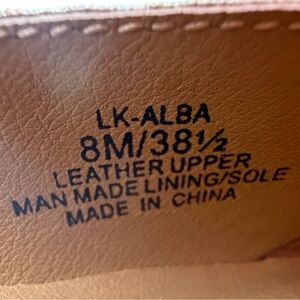 LK-ALBA
8M/38½
LEATHER UPPER
MAN MADE LINING/SOLE
MADE IN CHINA